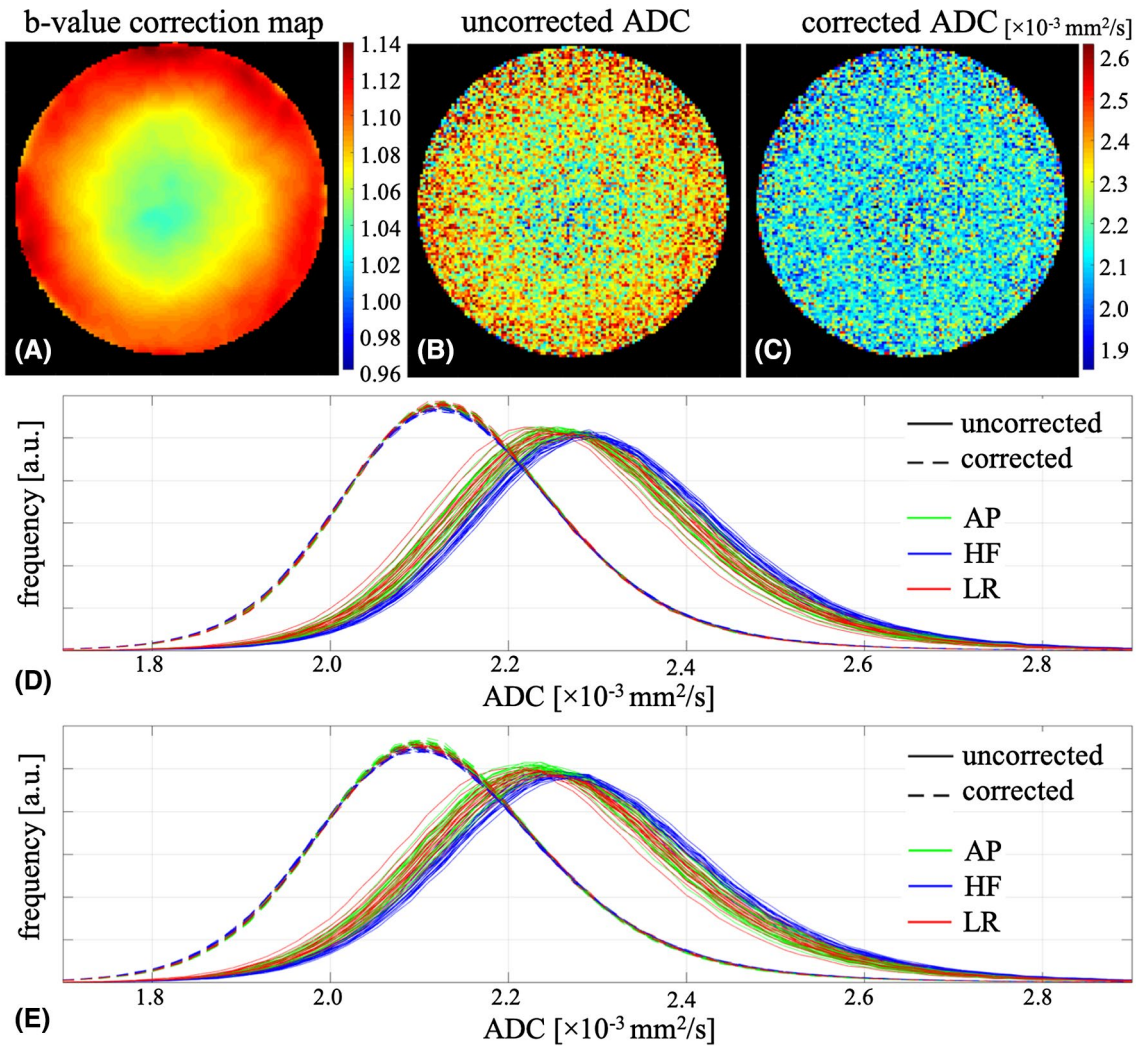 b-value correction map
uncorrected ADC
corrected ADC [×10⁻³ mm²/s]
1.14
1.12
1.10
1.08
1.06
1.04
1.02
1.00
0.98
0.96
2.6
2.5
2.4
2.3
2.2
2.1
2.0
1.9
(A)
(B)
(C)
frequency [a.u.]
uncorrected
corrected
AP
HF
LR
1.8 2.0 2.2 2.4 2.6 2.8
(D)
ADC [×10⁻³ mm²/s]
frequency [a.u.]
uncorrected
corrected
AP
HF
LR
1.8 2.0 2.2 2.4 2.6 2.8
(E)
ADC [×10⁻³ mm²/s]